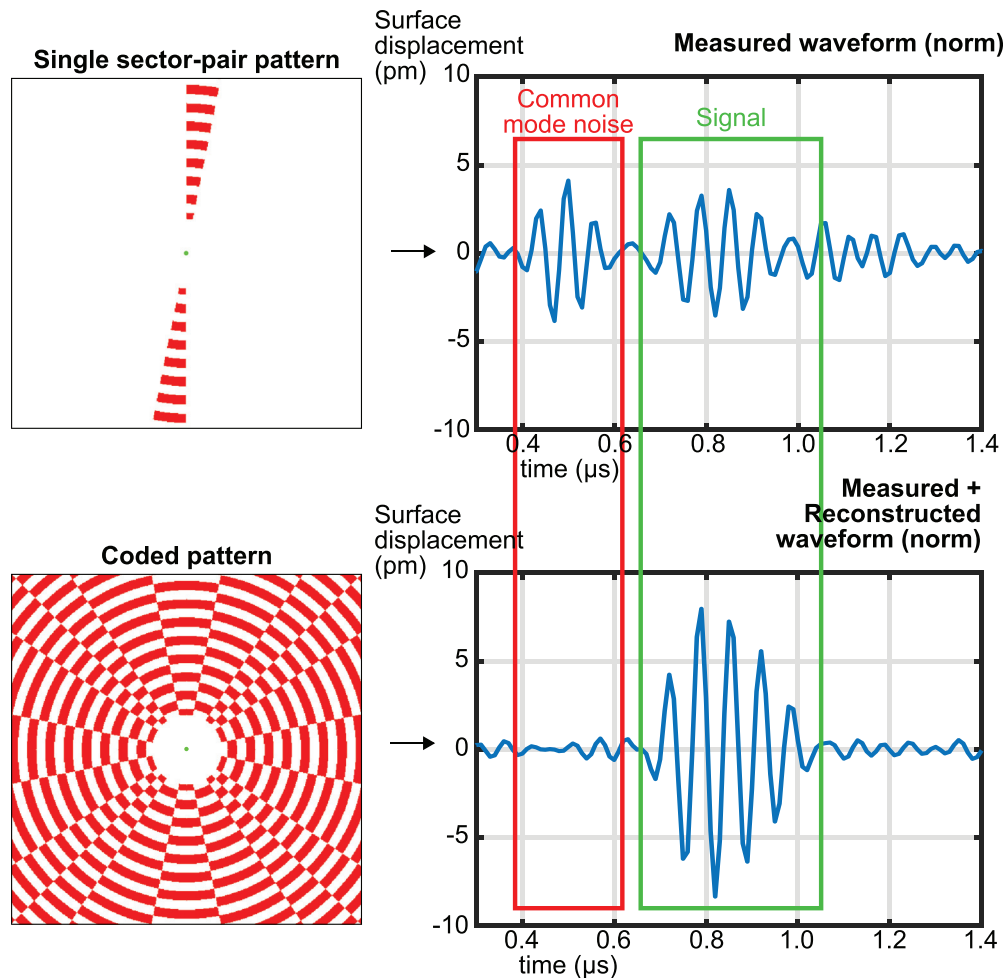 Single sector-pair pattern
Surface
displacement
(pm)
Measured waveform (norm)
Common
mode noise
Signal
10
5
0
-5
-10
0.4 0.6 0.8 1.0 1.2 1.4
time (µs)
Coded pattern
Surface
displacement
(pm)
Measured +
Reconstructed
waveform (norm)
10
5
0
-5
-10
0.4 0.6 0.8 1.0 1.2 1.4
time (µs)